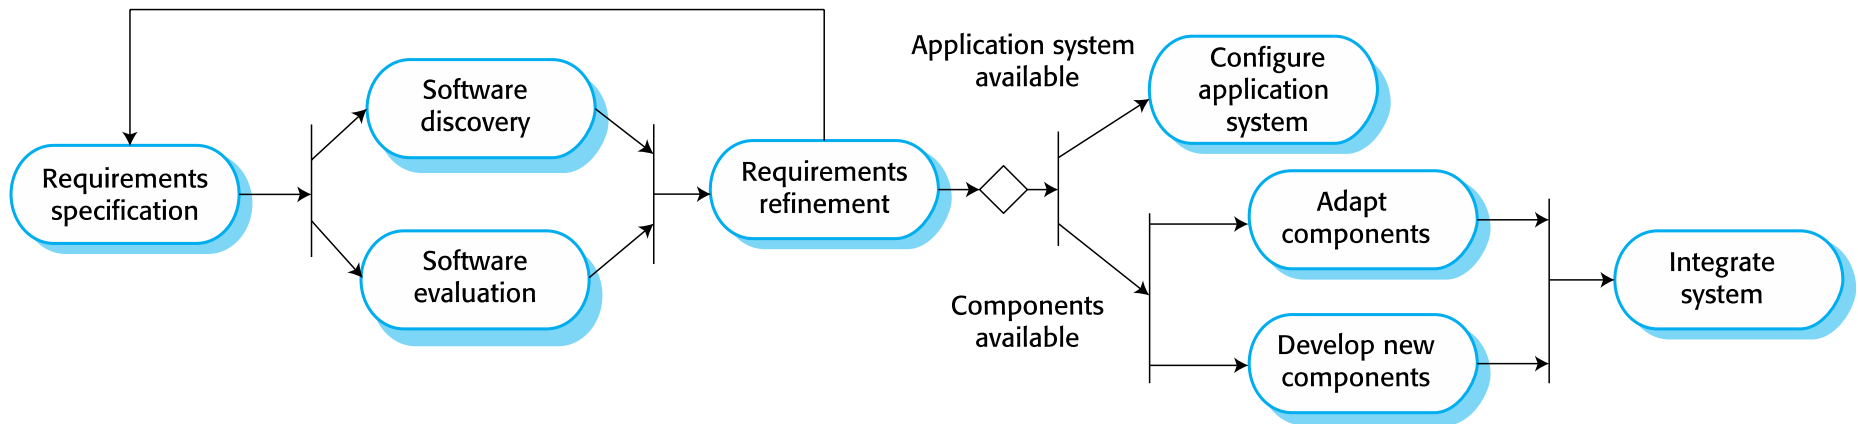 Requirements
specification
Software
discovery
Software
evaluation
Requirements
refinement
Application system
available
Components
available
Configure
application
system
Adapt
components
Develop new
components
Integrate
system